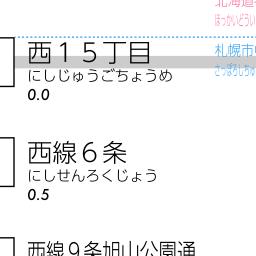 西１５丁目
にしじゅうごちょうめ
0.0
西線６条
にしせんろくじょう
0.5
西線９条旭山公園通
北海道
ほっかいどうい
札幌市
さっぽろしちゅ